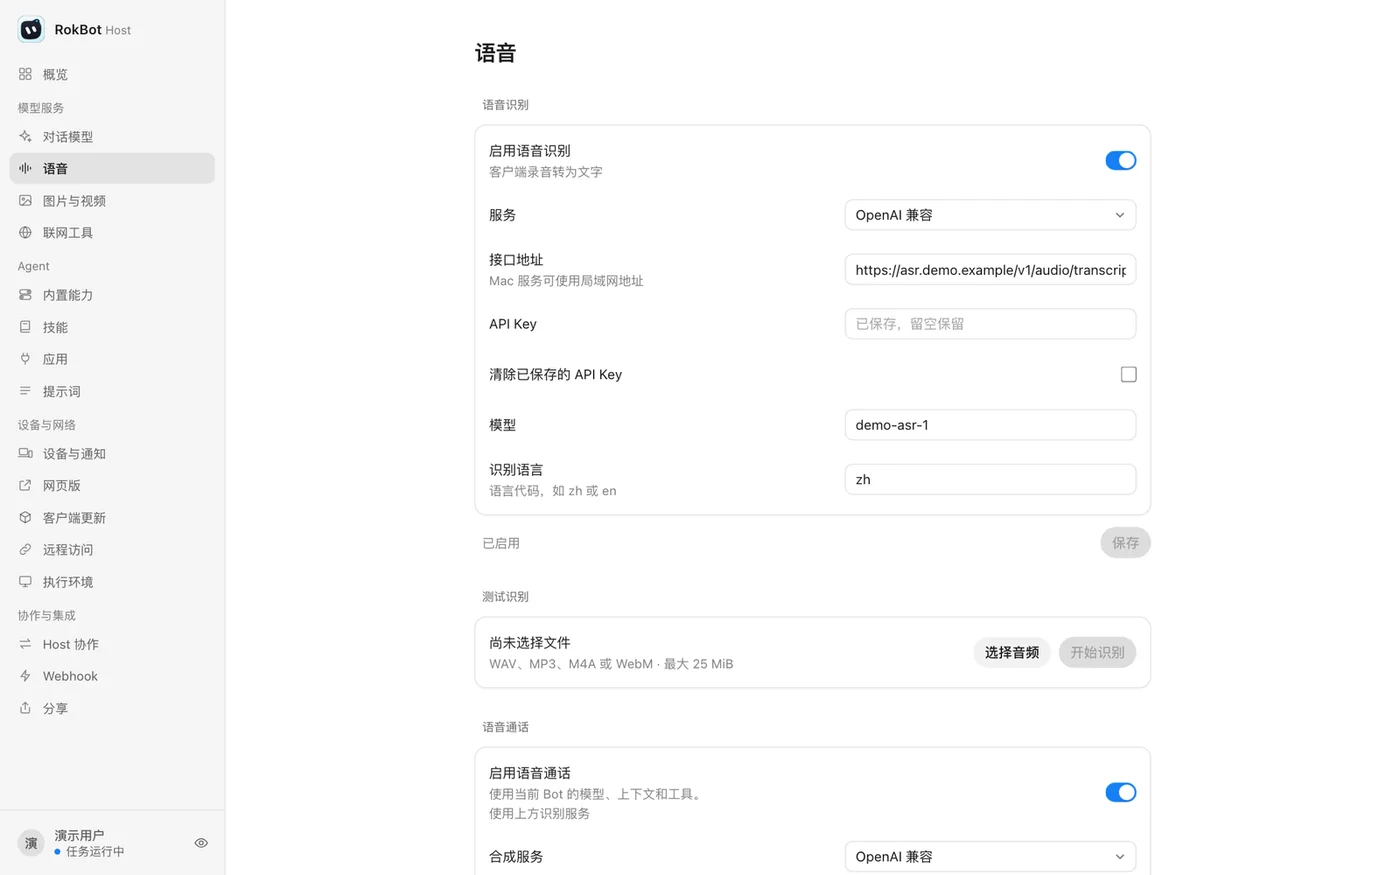 RokBot Host
概览
模型服务
对话模型
语音
图片与视频
联网工具
Agent
内置能力
技能
应用
提示词
设备与网络
设备与通知
网页版
客户端更新
远程访问
执行环境
协作与集成
Host 协作
Webhook
分享
演
演示用户
任务运行中
语音
语音识别
启用语音识别
客户端录音转为文字
服务
OpenAI 兼容
接口地址
Mac 服务可使用局域网地址
https://asr.demo.example/v1/audio/transcrip
API Key
已保存，留空保留
清除已保存的 API Key
模型
demo-asr-1
识别语言
语言代码，如 zh 或 en
zh
已启用
保存
测试识别
尚未选择文件
WAV、MP3、M4A 或 WebM · 最大 25 MiB
选择音频
开始识别
语音通话
启用语音通话
使用当前 Bot 的模型、上下文和工具。
使用上方识别服务
合成服务
OpenAI 兼容